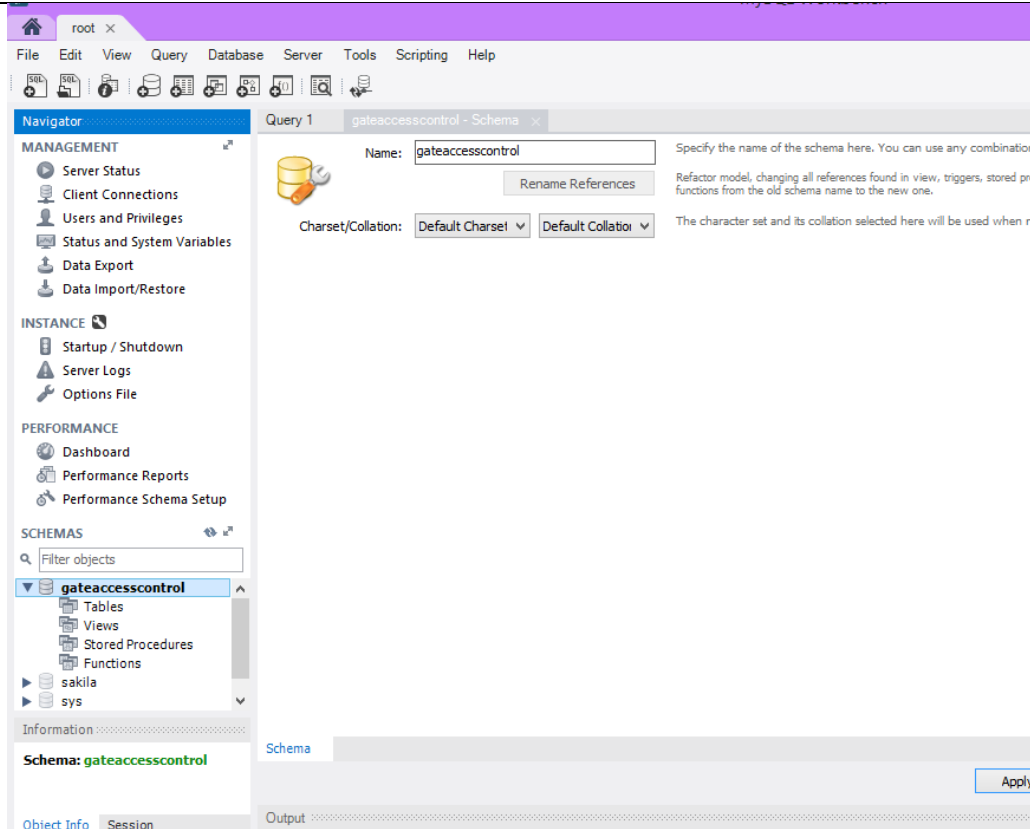 root
File Edit View Query Database Server Tools Scripting Help
Navigator
MANAGEMENT
Server Status
Client Connections
Users and Privileges
Status and System Variables
Data Export
Data Import/Restore
INSTANCE
Startup / Shutdown
Server Logs
Options File
PERFORMANCE
Dashboard
Performance Reports
Performance Schema Setup
SCHEMAS
Filter objects
gateaccesscontrol
Tables
Views
Stored Procedures
Functions
sakila
sys
Information
Schema: gateaccesscontrol
Object Info Session
Query 1 gateaccesscontrol - Schema
Name: gateaccesscontrol
Rename References
Charset/Collation: Default Charset Default
Specify the name of the schema here. You can use any combination
Refactor model, changing all references found in view, triggers, stored
functions from the old schema name to the new one.
The character set and its collation selected here will be used when
Schema
Apply
Output